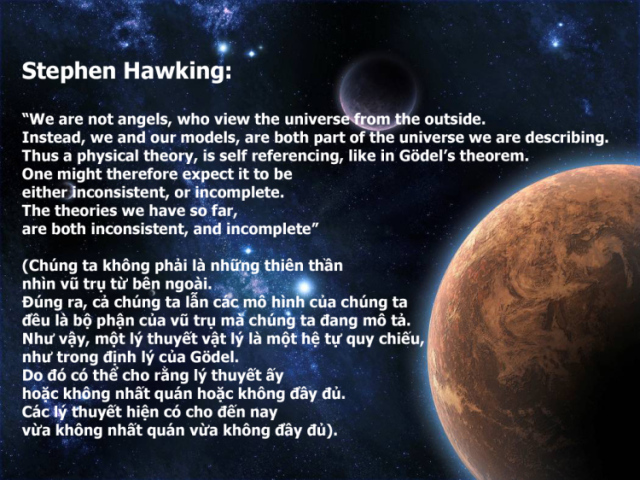 Stephen Hawking:
“We are not angels, who view the universe from the outside.
Instead, we and our models, are both part of the universe we are describing.
Thus a physical theory, is self referencing, like in Gödel’s theorem.
One might therefore expect it to be
either inconsistent, or incomplete.
The theories we have so far,
are both inconsistent, and incomplete”
(Chúng ta không phải là những thiên thần
nhìn vũ trụ từ bên ngoài.
Đúng ra, cả chúng ta lẫn các mô hình của chúng ta
đều là bộ phận của vũ trụ mà chúng ta đang mô tả.
Như vậy, một lý thuyết vật lý là một hệ tự quy chiếu,
như trong định lý của Gödel.
Do đó có thể cho rằng lý thuyết ấy
hoặc không nhất quán hoặc không đầy đủ.
Các lý thuyết hiện có cho đến nay
vừa không nhất quán vừa không đầy đủ).